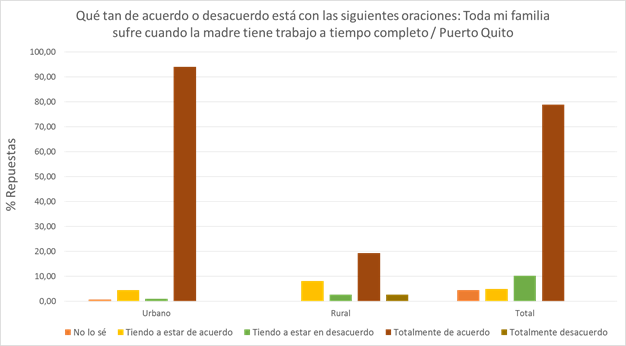 Qué tan de acuerdo o desacuerdo está con las siguientes oraciones: Toda mi familia
sufre cuando la madre tiene trabajo a tiempo completo / Puerto Quito
% Repuestas
100,00
90,00
80,00
70,00
60,00
50,00
40,00
30,00
20,00
10,00
0,00
Urbano Rural Total
No lo sé Tiendo a estar de acuerdo Tiendo a estar en desacuerdo Totalmente de acuerdo Totalmente desacuerdo